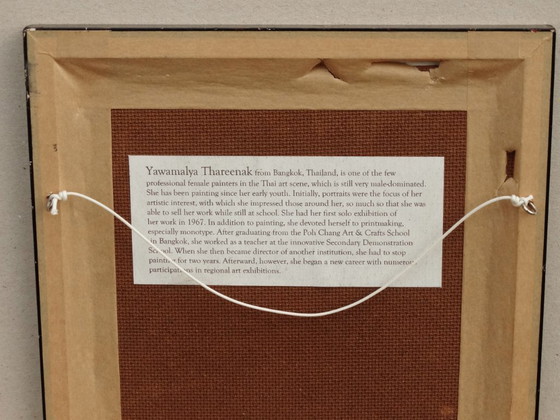 Yawamalya Thareenak from Bangkok, Thailand, is one of the few
professional female painters in the Thai art scene, which is still very male-dominated.
She has been painting since her early youth. Initially, portraits were the focus of her
artistic interest, with which she impressed those around her, so much so that she was
able to sell her work while still at school. She had her first solo exhibition of
her work in 1967. In addition to painting, she devoted herself to printmaking,
especially monotype. After graduating from the Poh Chang Art & Crafts School
in Bangkok, she worked as a teacher at the innovative Secondary Demonstration
School. When she then became director of another institution, she had to stop
painting for two years. Afterward, however, she began a new career with numerous
participations in regional art exhibitions.